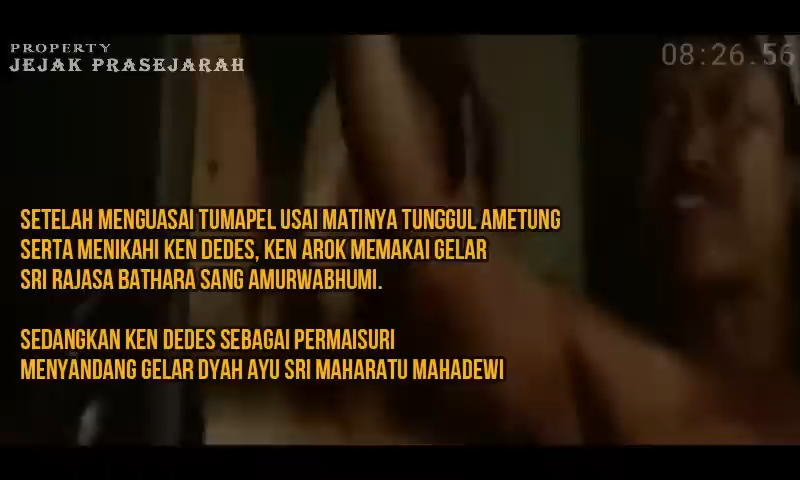 PROPERTY
JEJAK PRASEJARAH
08:26.56
SETELAH MENGUASAI TUMAPEL USAI MATINYA TUNGGUL AMETUNG
SERTA MENIKAHI KEN DEDES, KEN AROK MEMAKAI GELAR
SRI RAJASA BATHARA SANG AMURWABHUMI.
SEDANGKAN KEN DEDES SEBAGAI PERMAISURI
MENYANDANG GELAR DYAH AYU SRI MAHARATU MAHADEWI